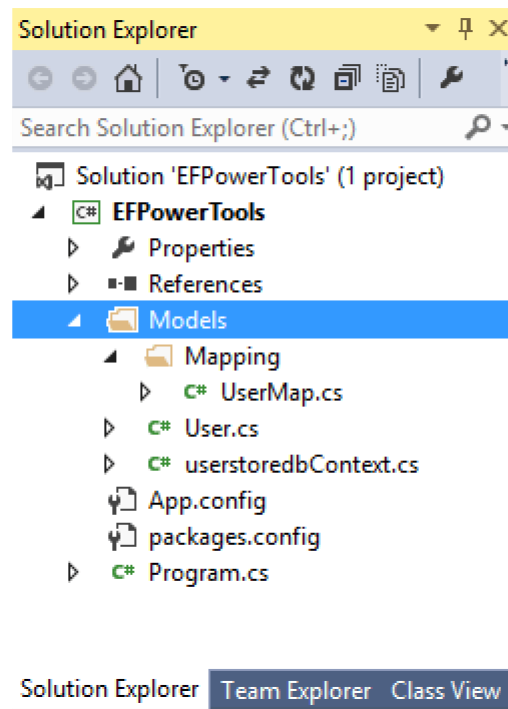 Solution Explorer
Search Solution Explorer (Ctrl+;)
Solution 'EFPowerTools' (1 project)
C# EFPowerTools
Properties
References
Models
Mapping
C# UserMap.cs
C# User.cs
C# userstoredbContext.cs
App.config
packages.config
C# Program.cs
Solution Explorer Team Explorer Class View